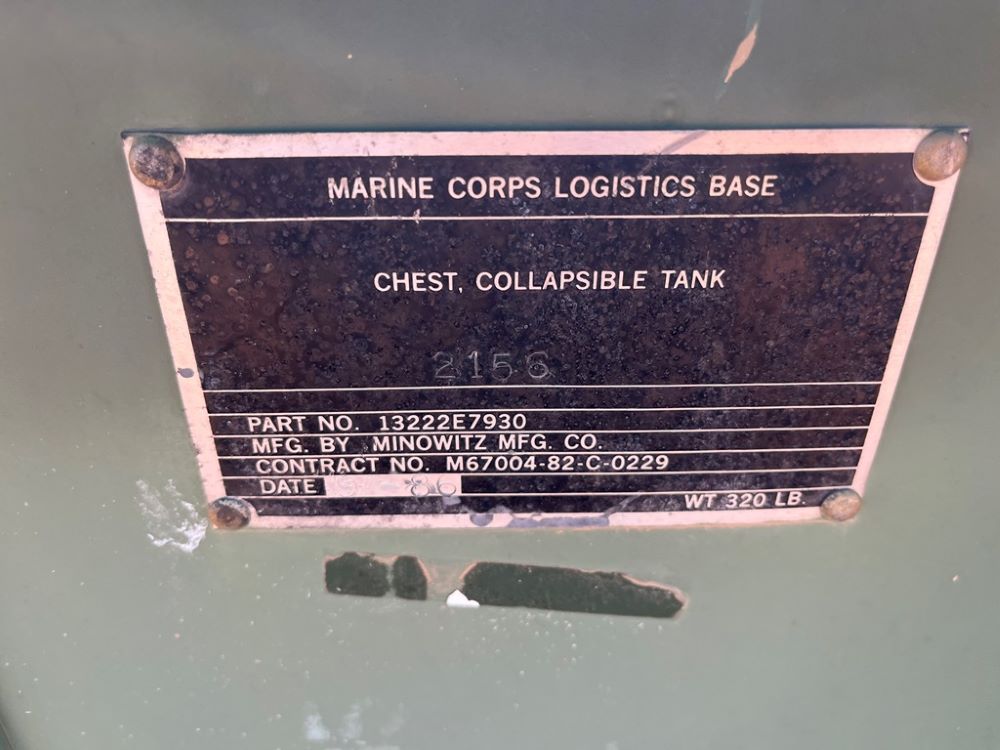 MARINE CORPS LOGISTICS BASE
CHEST, COLLAPSIBLE TANK
2156
PART NO. 13222E7930
MFG. BY MINOWITZ MFG. CO.
CONTRACT NO. M67004-82-C-0229
DATE
WT 320 LB.